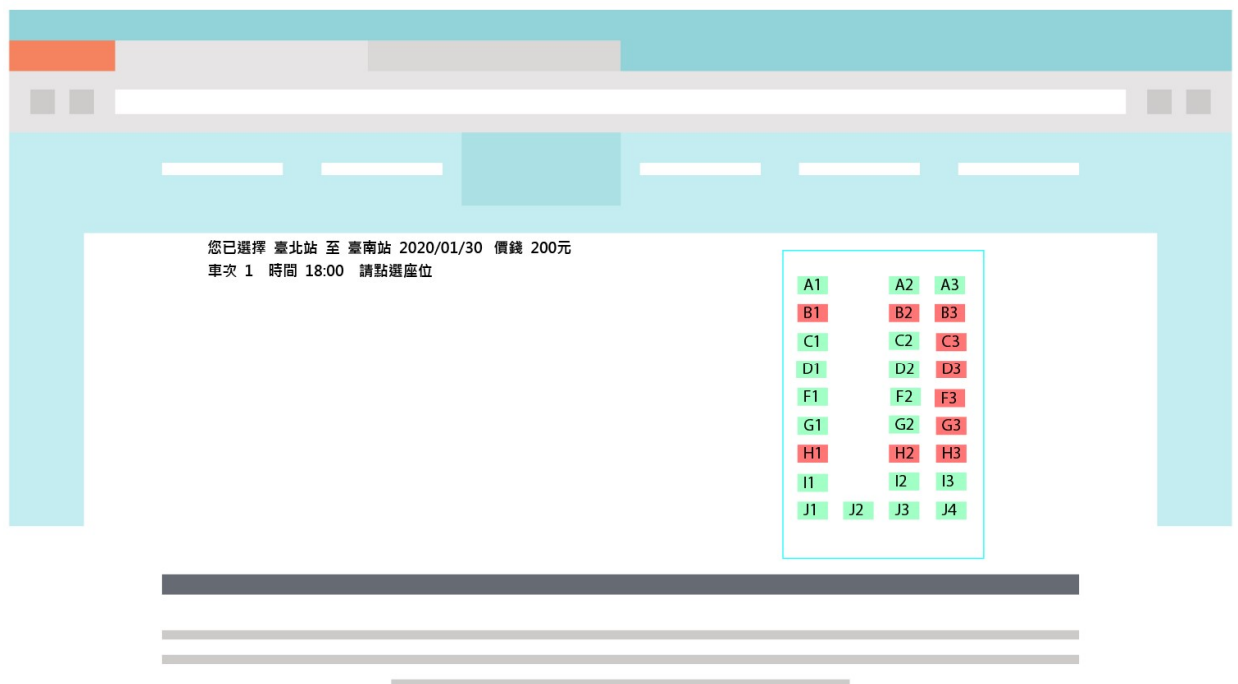 您已選擇 臺北站 至 臺南站 2020/01/30 價錢 200元
車次 1 時間 18:00 請點選座位
A1 A2 A3
B1 B2 B3
C1 C2 C3
D1 D2 D3
F1 F2 F3
G1 G2 G3
H1 H2 H3
I1 I2 I3
J1 J2 J3 J4